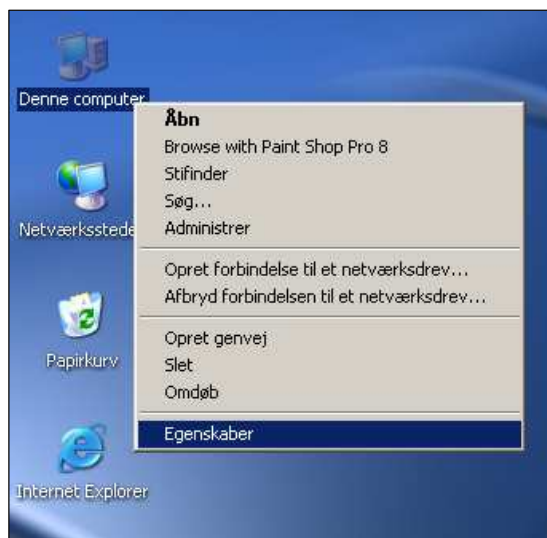 Denne computer
Åbn
Browse with Paint Shop Pro 8
Stifinder
Søg...
Administrer
Opret forbindelse til et netværksdrev...
Afbryd forbindelsen til et netværksdrev...
Opret genvej
Slet
Omdøb
Egenskaber
Netværksstede
Papirkurv
Internet Explorer